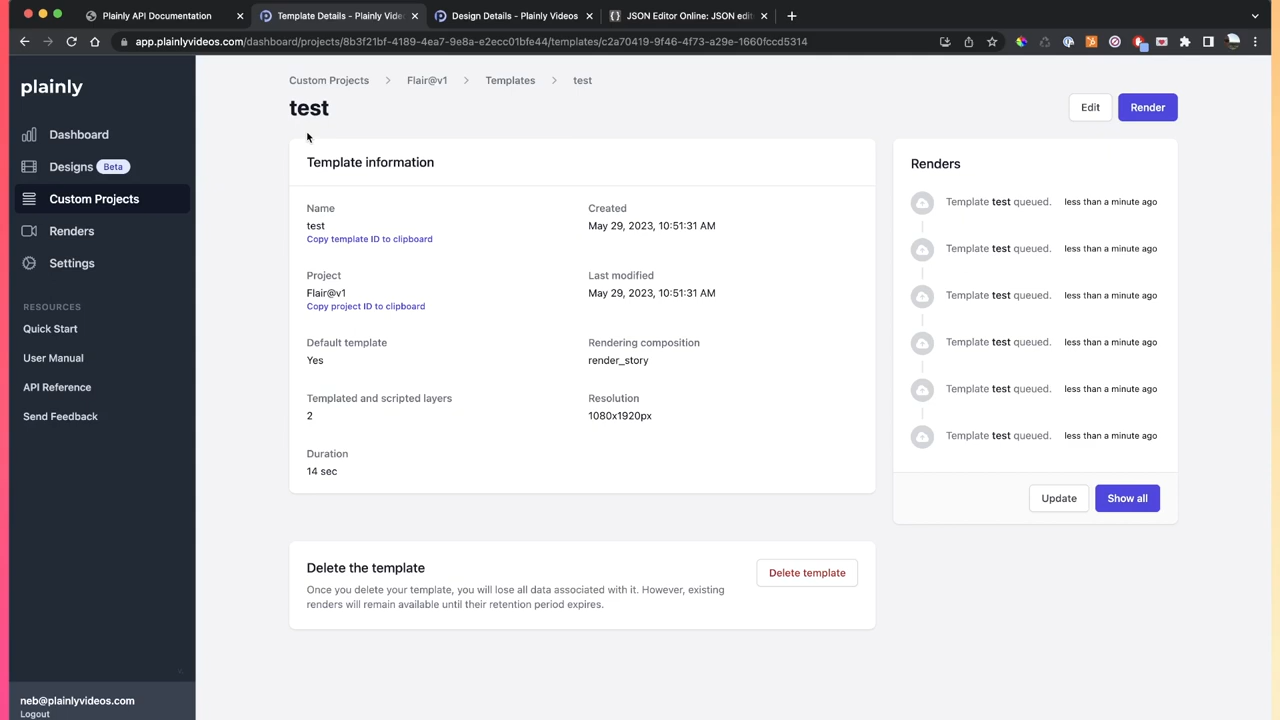 Plainly API Documentation
Template Details - Plainly Vide
Design Details - Plainly Videos
JSON Editor Online: JSON edit
app.plainlyvideos.com/dashboard/projects/8b3f21bf-4189-4ea7-9e8a-e2ecc01bfe44/templates/c2a70419-9f46-4f73-a29e-1660fccd5314
plainly
Dashboard
Designs Beta
Custom Projects
Renders
Settings
RESOURCES
Quick Start
User Manual
API Reference
Send Feedback
neb@plainlyvideos.com
Logout
Custom Projects > Flair@v1 > Templates > test
test
Edit
Render
Template information
Name
test
Copy template ID to clipboard
Created
May 29, 2023, 10:51:31 AM
Project
Flair@v1
Copy project ID to clipboard
Last modified
May 29, 2023, 10:51:31 AM
Default template
Yes
Rendering composition
render_story
Templated and scripted layers
2
Resolution
1080x1920px
Duration
14 sec
Renders
Template test queued. less than a minute ago
Template test queued. less than a minute ago
Template test queued. less than a minute ago
Template test queued. less than a minute ago
Template test queued. less than a minute ago
Template test queued. less than a minute ago
Update
Show all
Delete the template
Once you delete your template, you will lose all data associated with it. However, existing
renders will remain available until their retention period expires.
Delete template